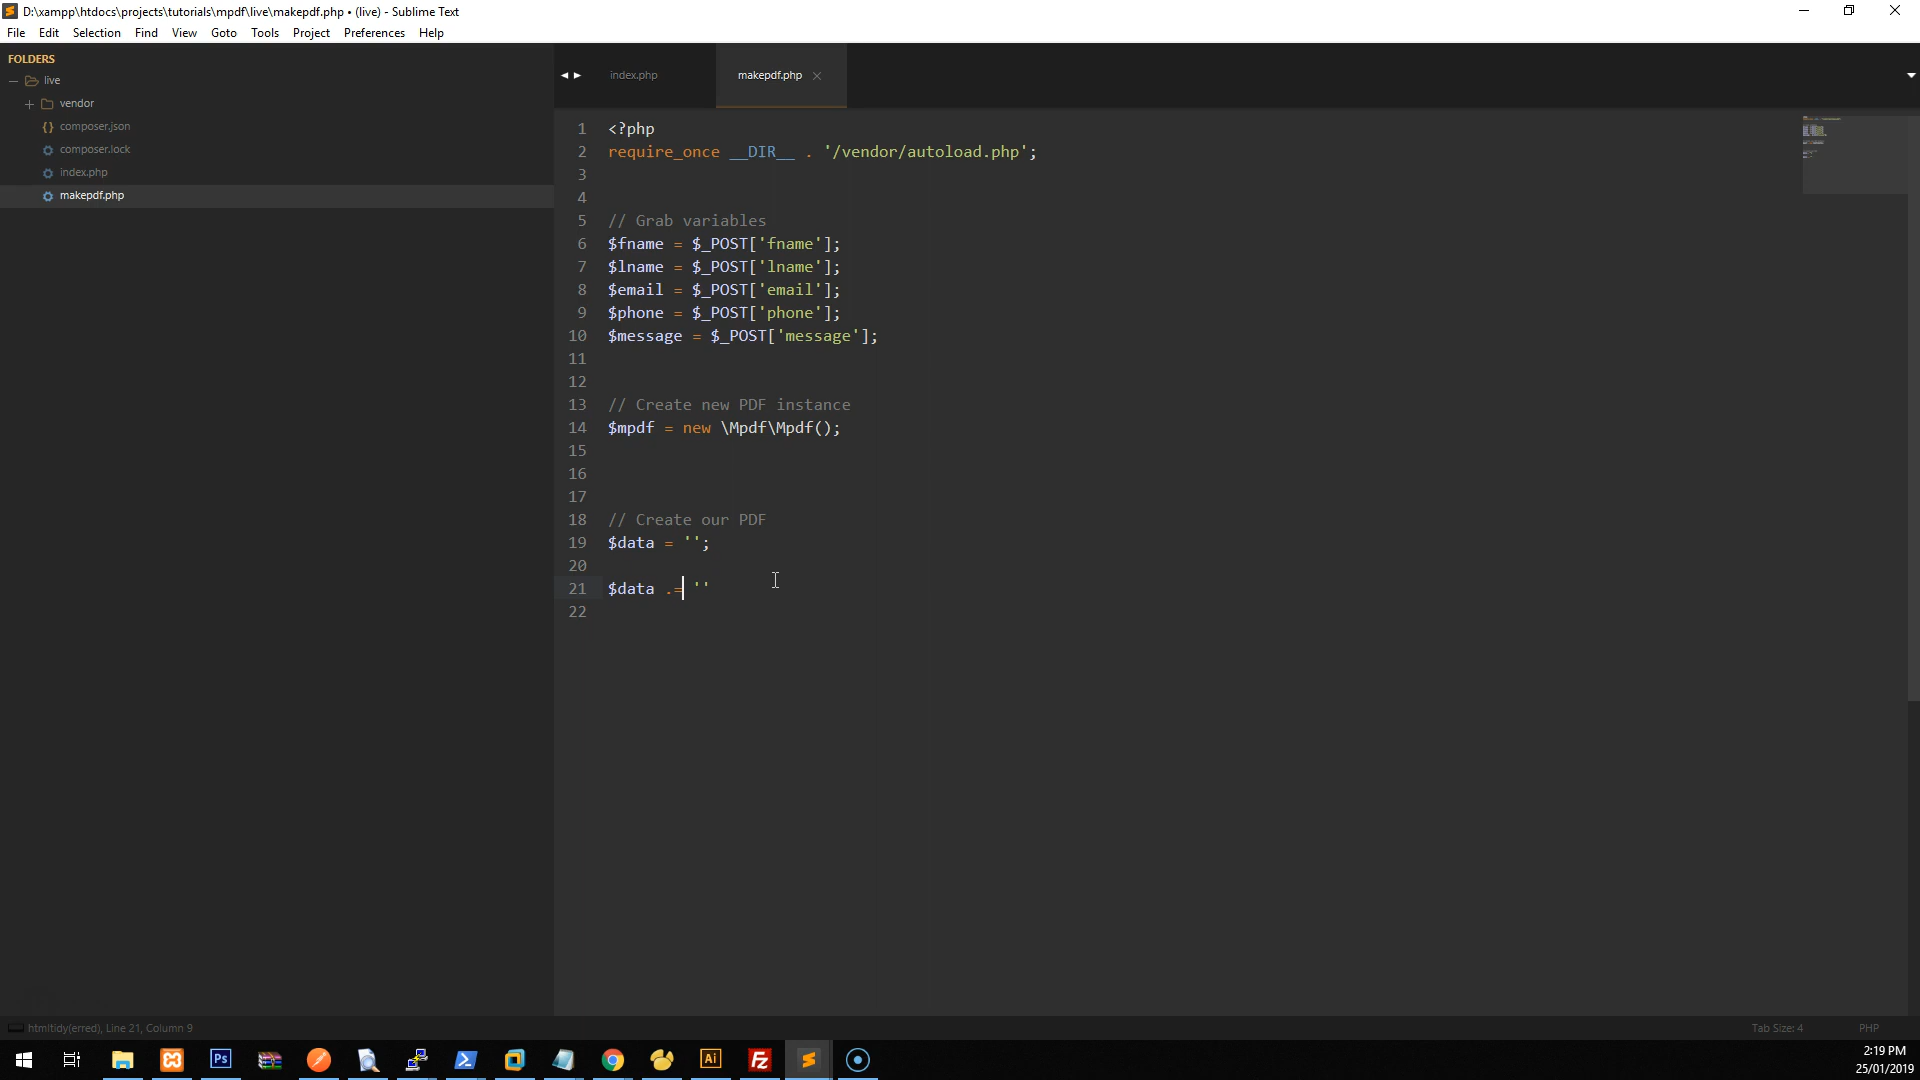 D:\xampp\htdocs\projects\tutorials\mpdf\live\makepdf.php • (live) - Sublime Text
File Edit Selection Find View Goto Tools Project Preferences Help
FOLDERS
live
vendor
composer.json
composer.lock
index.php
makepdf.php
index.php makepdf.php
1 <?php
2 require_once __DIR__ . '/vendor/autoload.php';
3
4
5 // Grab variables
6 $fname = $_POST['fname'];
7 $lname = $_POST['lname'];
8 $email = $_POST['email'];
9 $phone = $_POST['phone'];
10 $message = $_POST['message'];
11
12
13 // Create new PDF instance
14 $mpdf = new \Mpdf\Mpdf();
15
16
17
18 // Create our PDF
19 $data = '';
20
21 $data .= ''
22
htmltidy(erred), Line 21, Column 9
Tab Size: 4 PHP
Ps
Ai
Fz
2:19 PM
25/01/2019